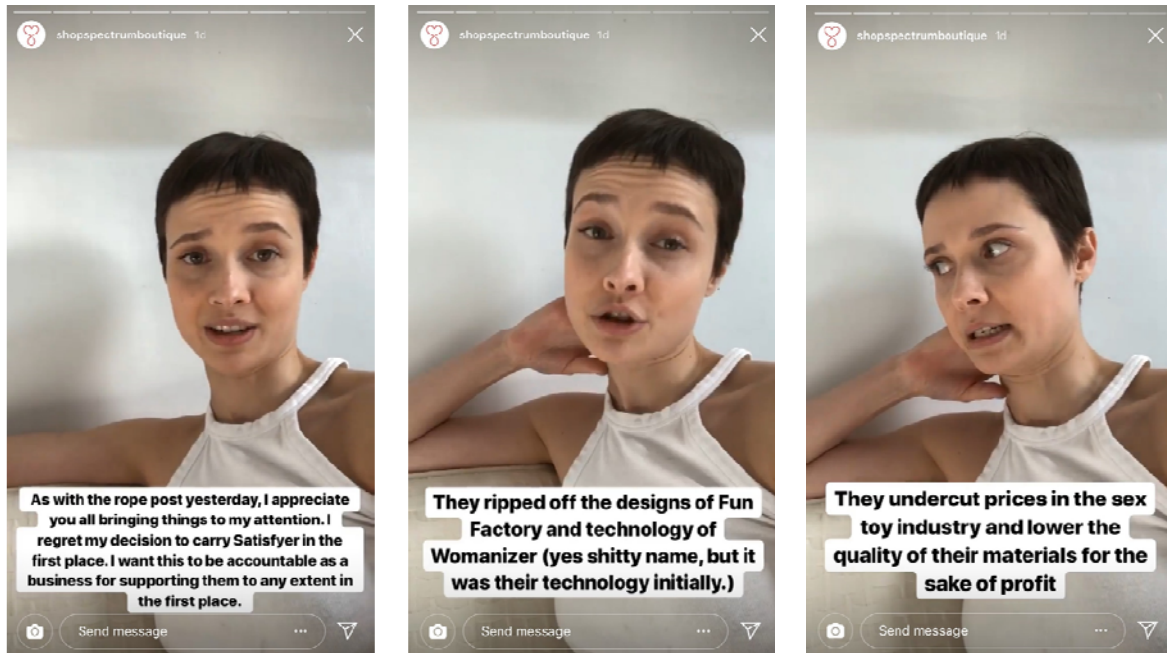 shopspectrumboutique 1d
As with the rope post yesterday, I appreciate
you all bringing things to my attention. I
regret my decision to carry Satisfyer in the
first place. I want this to be accountable as a
business for supporting them to any extent in
the first place.
Send message
shopspectrumboutique 1d
They ripped off the designs of Fun
Factory and technology of
Womanizer (yes shitty name, but it
was their technology initially.)
Send message
shopspectrumboutique 1d
They undercut prices in the sex
toy industry and lower the
quality of their materials for the
sake of profit
Send message